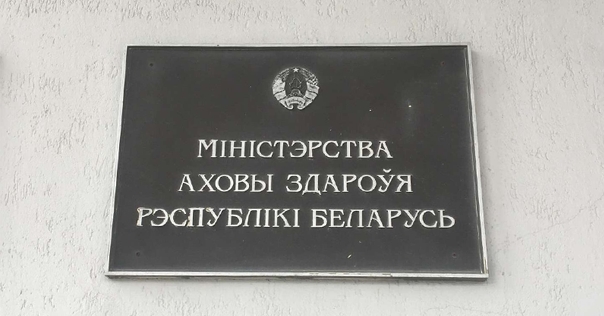 МІНІСТЭРСТВА
АХОВЫ ЗДАРОЎЯ
РЭСПУБЛІКІ БЕЛАРУСЬ